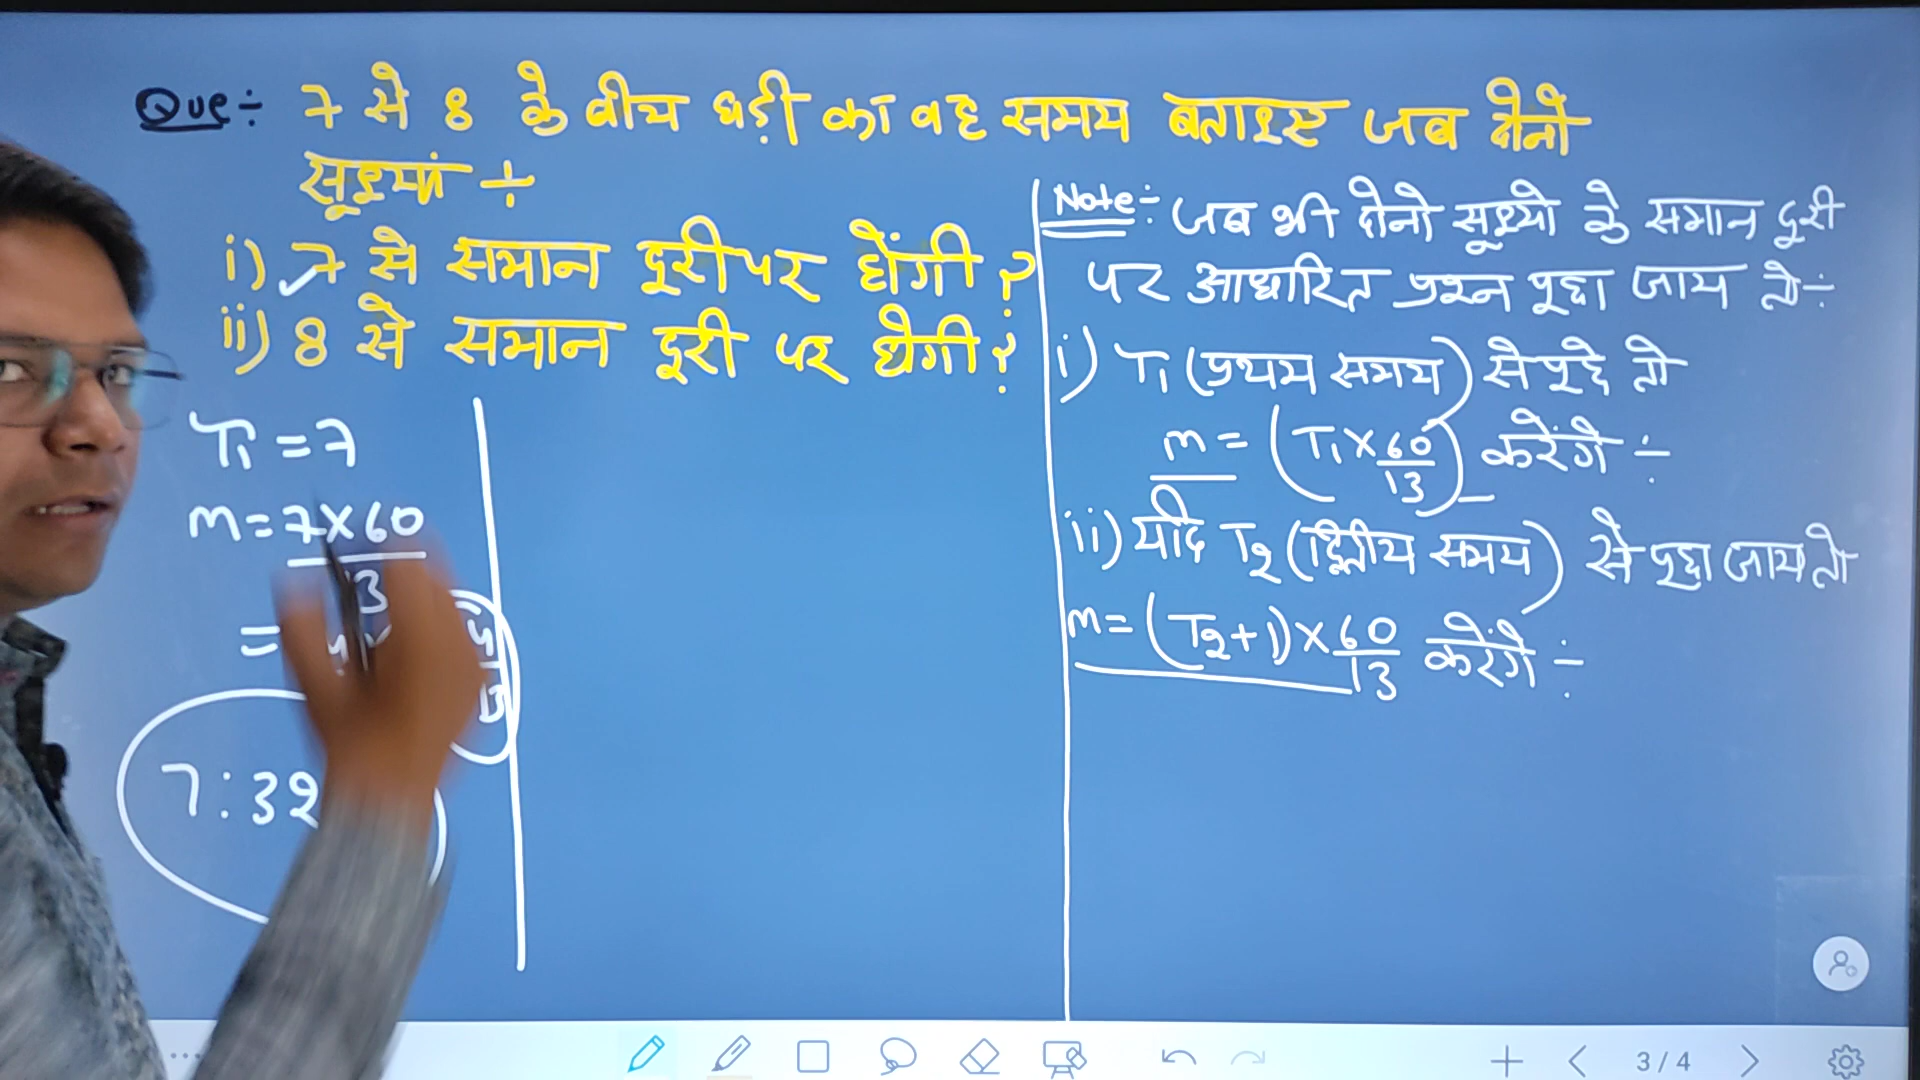 Que÷ 7 से 8 के बीच घड़ी का वह समय बताइए जब दोनो
सूइयां ÷
i) 7 से समान दूरी पर होंगी ?
ii) 8 से समान दूरी पर होगी ?
T₁ = 7
m = 7×60
13
=
7:32
Note÷ जब भी दोनो सूइयो के समान दूरी
पर आधारित प्रश्न पूछा जाय तो÷
i) T₁ (प्रथम समय) से पूछे तो
m = (T₁ × 60/13) करेंगे ÷
ii) यदि T₂ (द्वितीय समय) से पूछा जाय तो
m = (T₂+1) × 60/13 करेंगे ÷
3 / 4